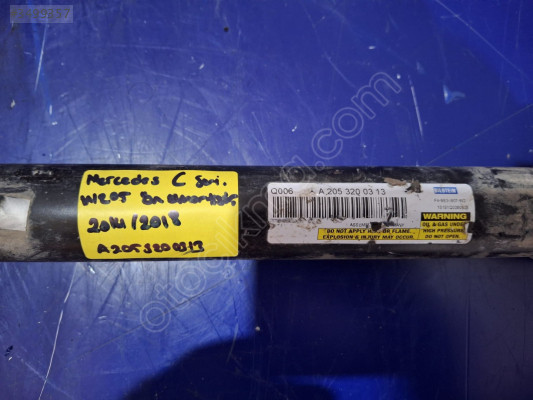 Mercedes C Seri.
W205 Ön amortisör
2014/2018
A2053200313
Q006 A A 205 320 03 13
BILSTEIN
WARNING
OIL & GAS UNDER
HIGH PRESSURE
DO NOT OPEN.
DO NOT APPLY HEAT OR FLAME.
EXPLOSION & INJURY MAY OCCUR.